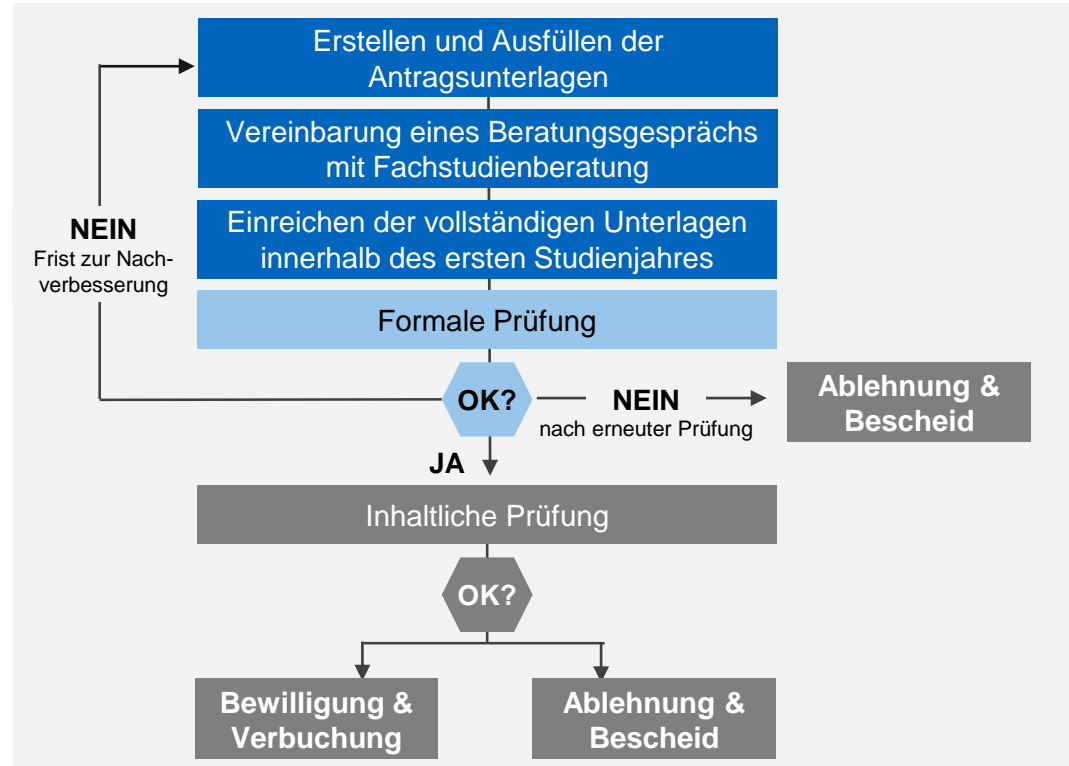 Erstellen und Ausfüllen der
Antragsunterlagen
Vereinbarung eines Beratungsgesprächs
mit Fachstudienberatung
Einreichen der vollständigen Unterlagen
innerhalb des ersten Studienjahres
NEIN
Frist zur Nach-
verbesserung
Formale Prüfung
OK?
NEIN
nach erneuter Prüfung
Ablehnung &
Bescheid
JA
Inhaltliche Prüfung
OK?
Bewilligung &
Verbuchung
Ablehnung &
Bescheid